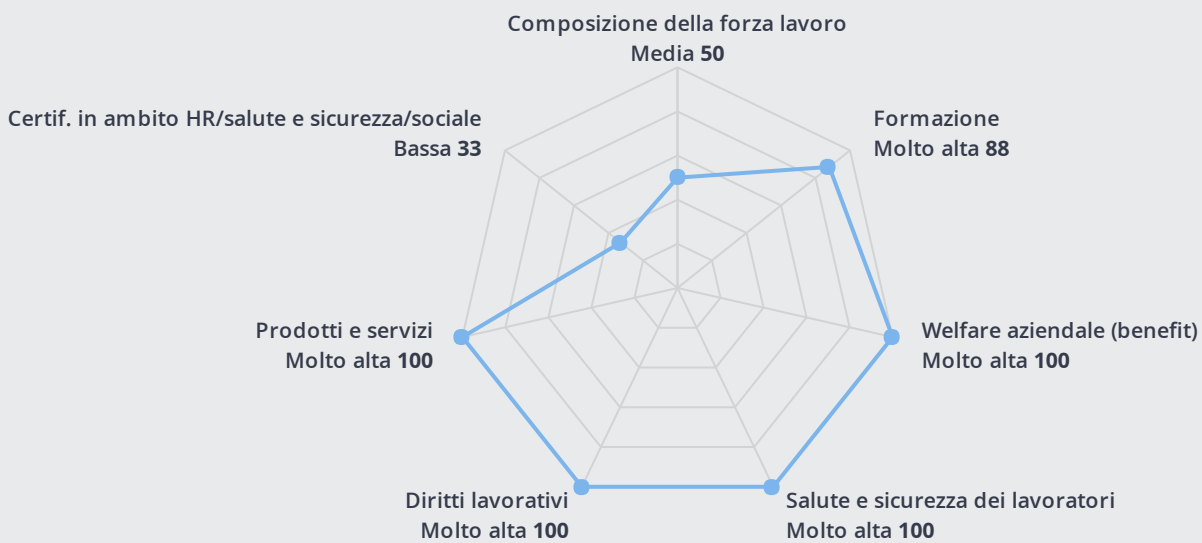 Composizione della forza lavoro
Media 50
Certif. in ambito HR/salute e sicurezza/sociale
Bassa 33
Formazione
Molto alta 88
Prodotti e servizi
Molto alta 100
Welfare aziendale (benefit)
Molto alta 100
Diritti lavorativi
Molto alta 100
Salute e sicurezza dei lavoratori
Molto alta 100